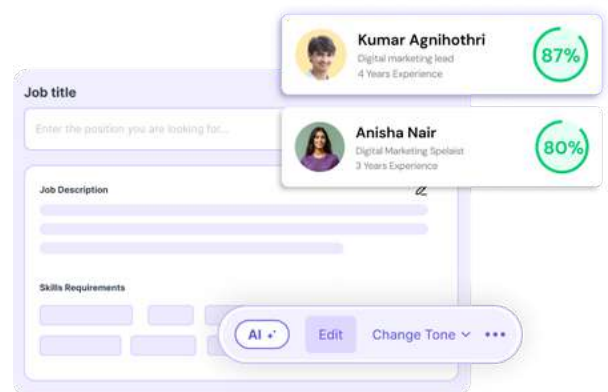 Kumar Agnihothri
Digital marketing lead
4 Years Experience
87%
Job title
Enter the position you are looking for...
Anisha Nair
Digital Marketing Spelaist
3 Years Experience
80%
Job Description
Skills Requirements
AI
Edit
Change Tone